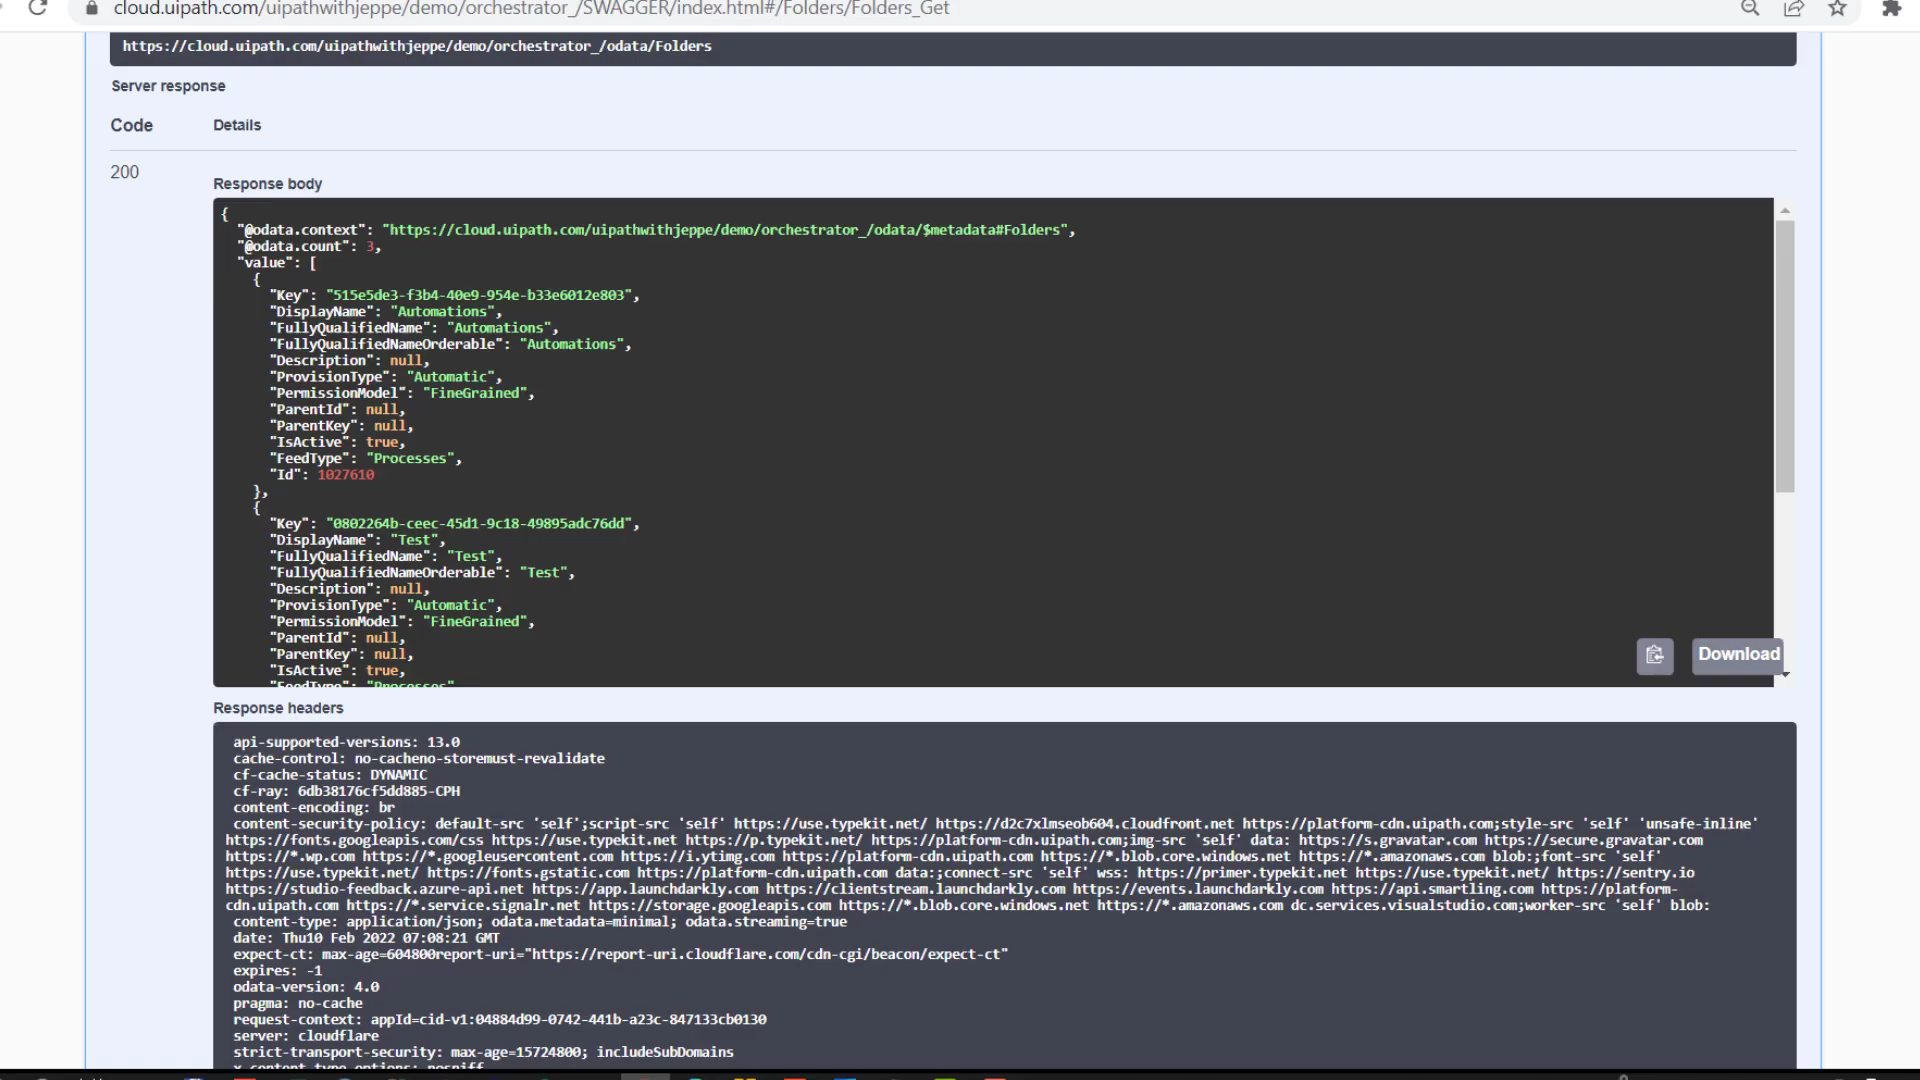 cloud.uipath.com/uipathwithjeppe/demo/orchestrator_/SWAGGER/index.html#/Folders/Folders_Get
https://cloud.uipath.com/uipathwithjeppe/demo/orchestrator_/odata/Folders
Server response
Code Details
200
Response body
{
"@odata.context": "https://cloud.uipath.com/uipathwithjeppe/demo/orchestrator_/odata/$metadata#Folders",
"@odata.count": 3,
"value": [
{
"Key": "515e5de3-f3b4-40e9-954e-b33e6012e803",
"DisplayName": "Automations",
"FullyQualifiedName": "Automations",
"FullyQualifiedNameOrderable": "Automations",
"Description": null,
"ProvisionType": "Automatic",
"PermissionModel": "FineGrained",
"ParentId": null,
"ParentKey": null,
"IsActive": true,
"FeedType": "Processes",
"Id": 1027610
},
{
"Key": "0802264b-ceec-45d1-9c18-49895adc76dd",
"DisplayName": "Test",
"FullyQualifiedName": "Test",
"FullyQualifiedNameOrderable": "Test",
"Description": null,
"ProvisionType": "Automatic",
"PermissionModel": "FineGrained",
"ParentId": null,
"ParentKey": null,
"IsActive": true,
"FeedType": "Processes"
Download
Response headers
api-supported-versions: 13.0
cache-control: no-cacheno-storemust-revalidate
cf-cache-status: DYNAMIC
cf-ray: 6db38176cf5dd885-CPH
content-encoding: br
content-security-policy: default-src 'self';script-src 'self' https://use.typekit.net/ https://d2c7xlmseob604.cloudfront.net https://platform-cdn.uipath.com;style-src 'self' 'unsafe-inline'
https://fonts.googleapis.com/css https://use.typekit.net https://p.typekit.net/ https://platform-cdn.uipath.com;img-src 'self' data: https://s.gravatar.com https://secure.gravatar.com
https://*.wp.com https://*.googleusercontent.com https://i.ytimg.com https://platform-cdn.uipath.com https://*.blob.core.windows.net https://*.amazonaws.com blob:;font-src 'self'
https://use.typekit.net/ https://fonts.gstatic.com https://platform-cdn.uipath.com data:;connect-src 'self' wss: https://primer.typekit.net https://use.typekit.net/ https://sentry.io
https://studio-feedback.azure-api.net https://app.launchdarkly.com https://clientstream.launchdarkly.com https://events.launchdarkly.com https://api.smartling.com https://platform-
cdn.uipath.com https://*.service.signalr.net https://storage.googleapis.com https://*.blob.core.windows.net https://*.amazonaws.com dc.services.visualstudio.com;worker-src 'self' blob:
content-type: application/json; odata.metadata=minimal; odata.streaming=true
date: Thu10 Feb 2022 07:08:21 GMT
expect-ct: max-age=604800report-uri="https://report-uri.cloudflare.com/cdn-cgi/beacon/expect-ct"
expires: -1
odata-version: 4.0
pragma: no-cache
request-context: appId=cid-v1:04884d99-0742-441b-a23c-847133cb0130
server: cloudflare
strict-transport-security: max-age=15724800; includeSubDomains
x-content-type-options: nosniff